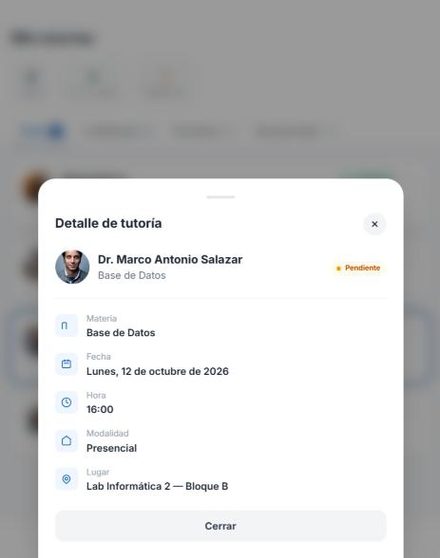 Detalle de tutoría
Dr. Marco Antonio Salazar
Base de Datos
Pendiente
Materia
Base de Datos
Fecha
Lunes, 12 de octubre de 2026
Hora
16:00
Modalidad
Presencial
Lugar
Lab Informática 2 — Bloque B
Cerrar